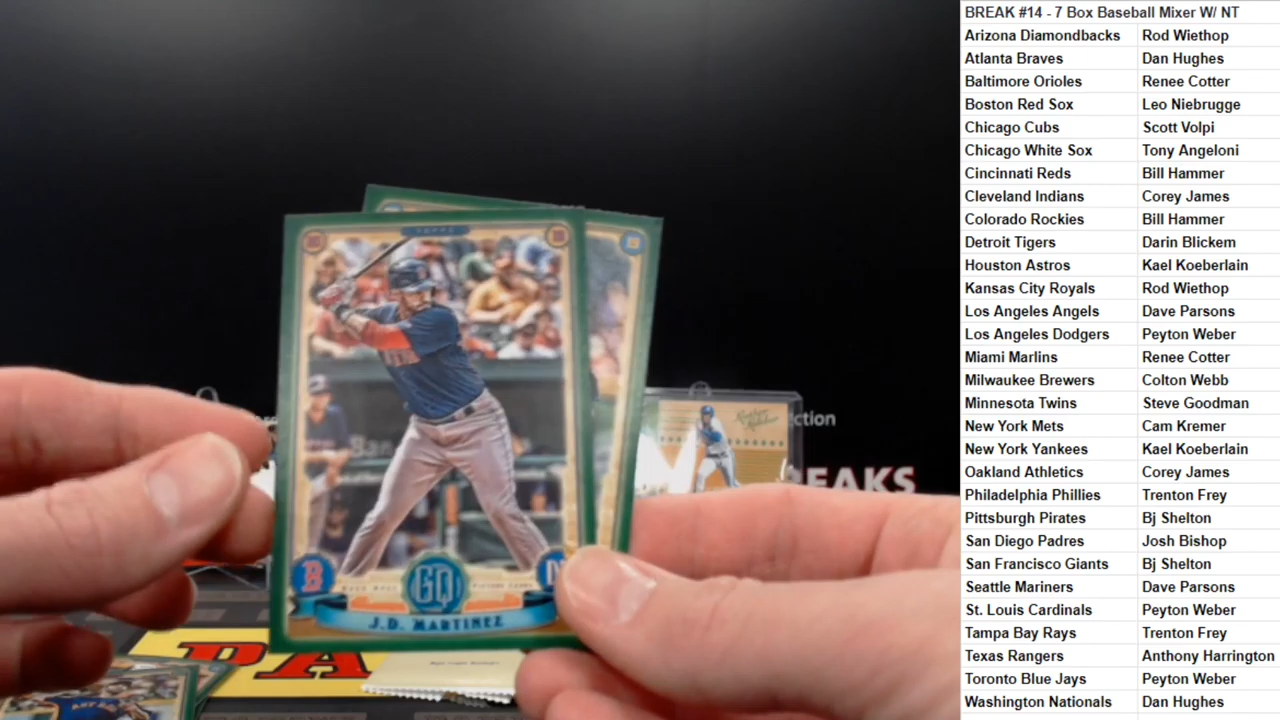 BREAK #14 - 7 Box Baseball Mixer W/ NT
Arizona Diamondbacks Rod Wiethop
Atlanta Braves Dan Hughes
Baltimore Orioles Renee Cotter
Boston Red Sox Leo Niebrugge
Chicago Cubs Scott Volpi
Chicago White Sox Tony Angeloni
Cincinnati Reds Bill Hammer
Cleveland Indians Corey James
Colorado Rockies Bill Hammer
Detroit Tigers Darin Blickem
Houston Astros Kael Koeberlain
Kansas City Royals Rod Wiethop
Los Angeles Angels Dave Parsons
Los Angeles Dodgers Peyton Weber
Miami Marlins Renee Cotter
Milwaukee Brewers Colton Webb
Minnesota Twins Steve Goodman
New York Mets Cam Kremer
New York Yankees Kael Koeberlain
Oakland Athletics Corey James
Philadelphia Phillies Trenton Frey
Pittsburgh Pirates Bj Shelton
San Diego Padres Josh Bishop
San Francisco Giants Bj Shelton
Seattle Mariners Dave Parsons
St. Louis Cardinals Peyton Weber
Tampa Bay Rays Trenton Frey
Texas Rangers Anthony Harrington
Toronto Blue Jays Peyton Weber
Washington Nationals Dan Hughes
TOPPS
B
GQ
J.D. MARTINEZ
ction
REAKS
PA